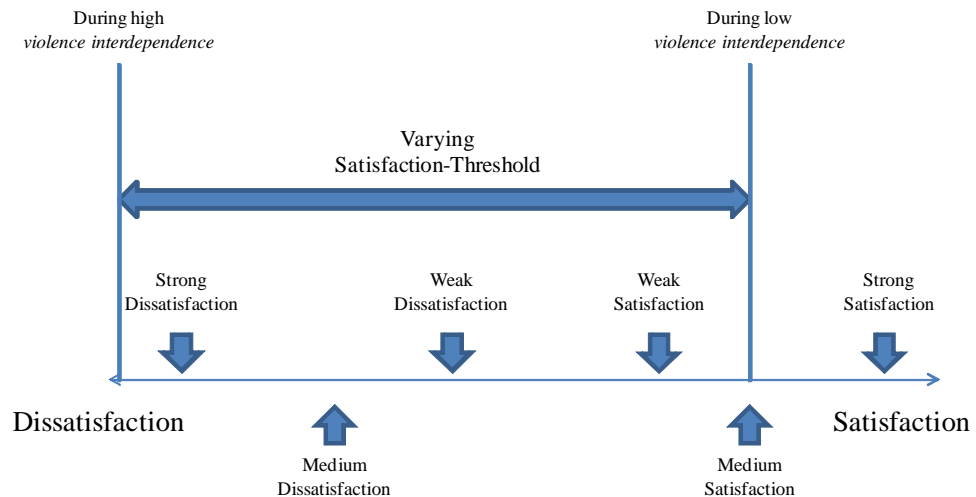 During high
violence interdependence
During low
violence interdependence
Varying
Satisfaction-Threshold
Strong
Dissatisfaction
Weak
Dissatisfaction
Weak
Satisfaction
Strong
Satisfaction
Dissatisfaction
Satisfaction
Medium
Dissatisfaction
Medium
Satisfaction